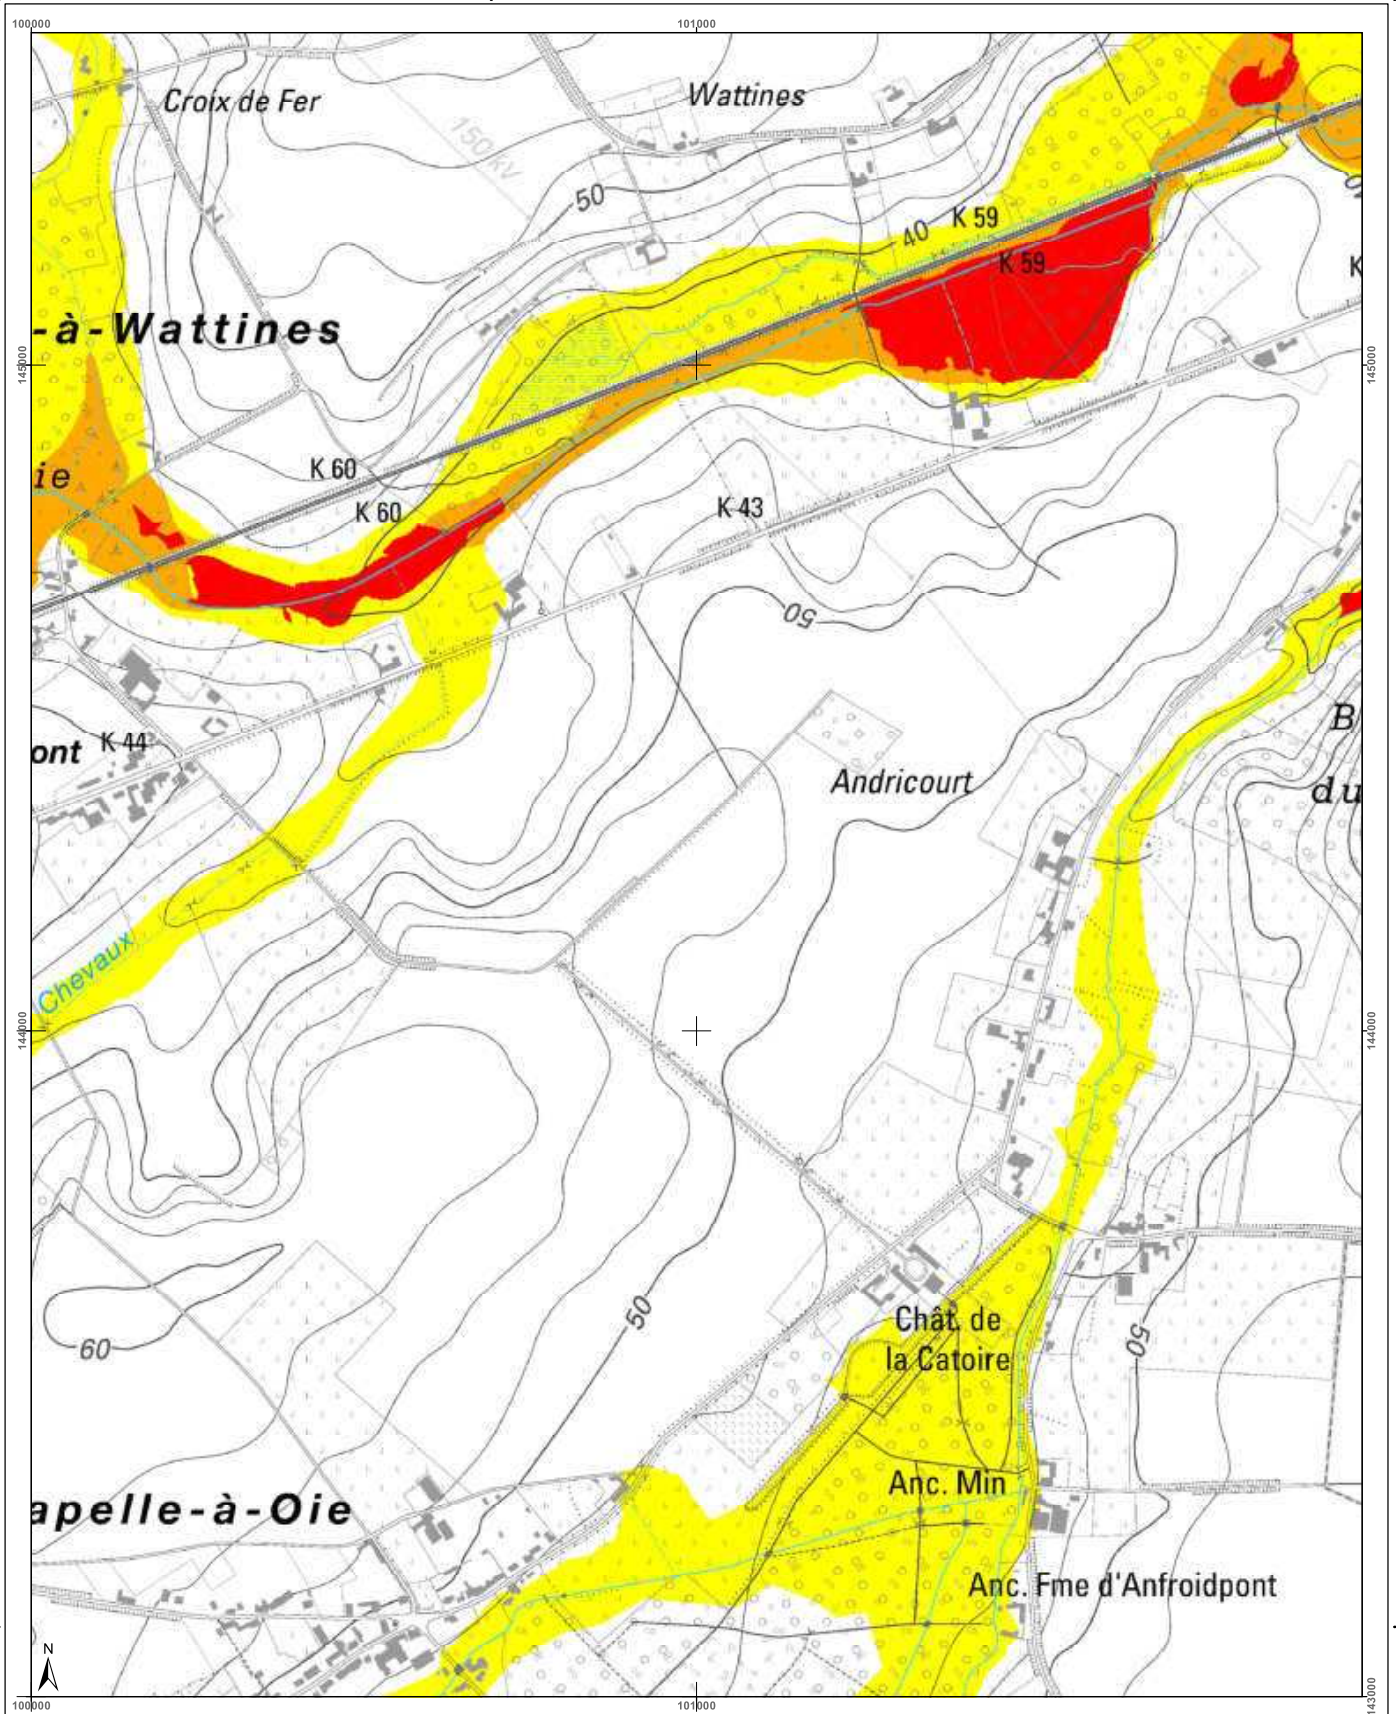 100000
101000
Croix de Fer
Wattines
150 KV
50
K 59
40
K 59
K
-à-Wattines
145000
145000
ie
K 60
K 60
K 43
50
B
ont
K 44
Andricourt
du
Chevaux
144000
144000
50
60
Chât. de
la Catoire
50
Anc. Min
apelle-à-Oie
Anc. Fme d'Anfroidpont
N
100000
101000
143000